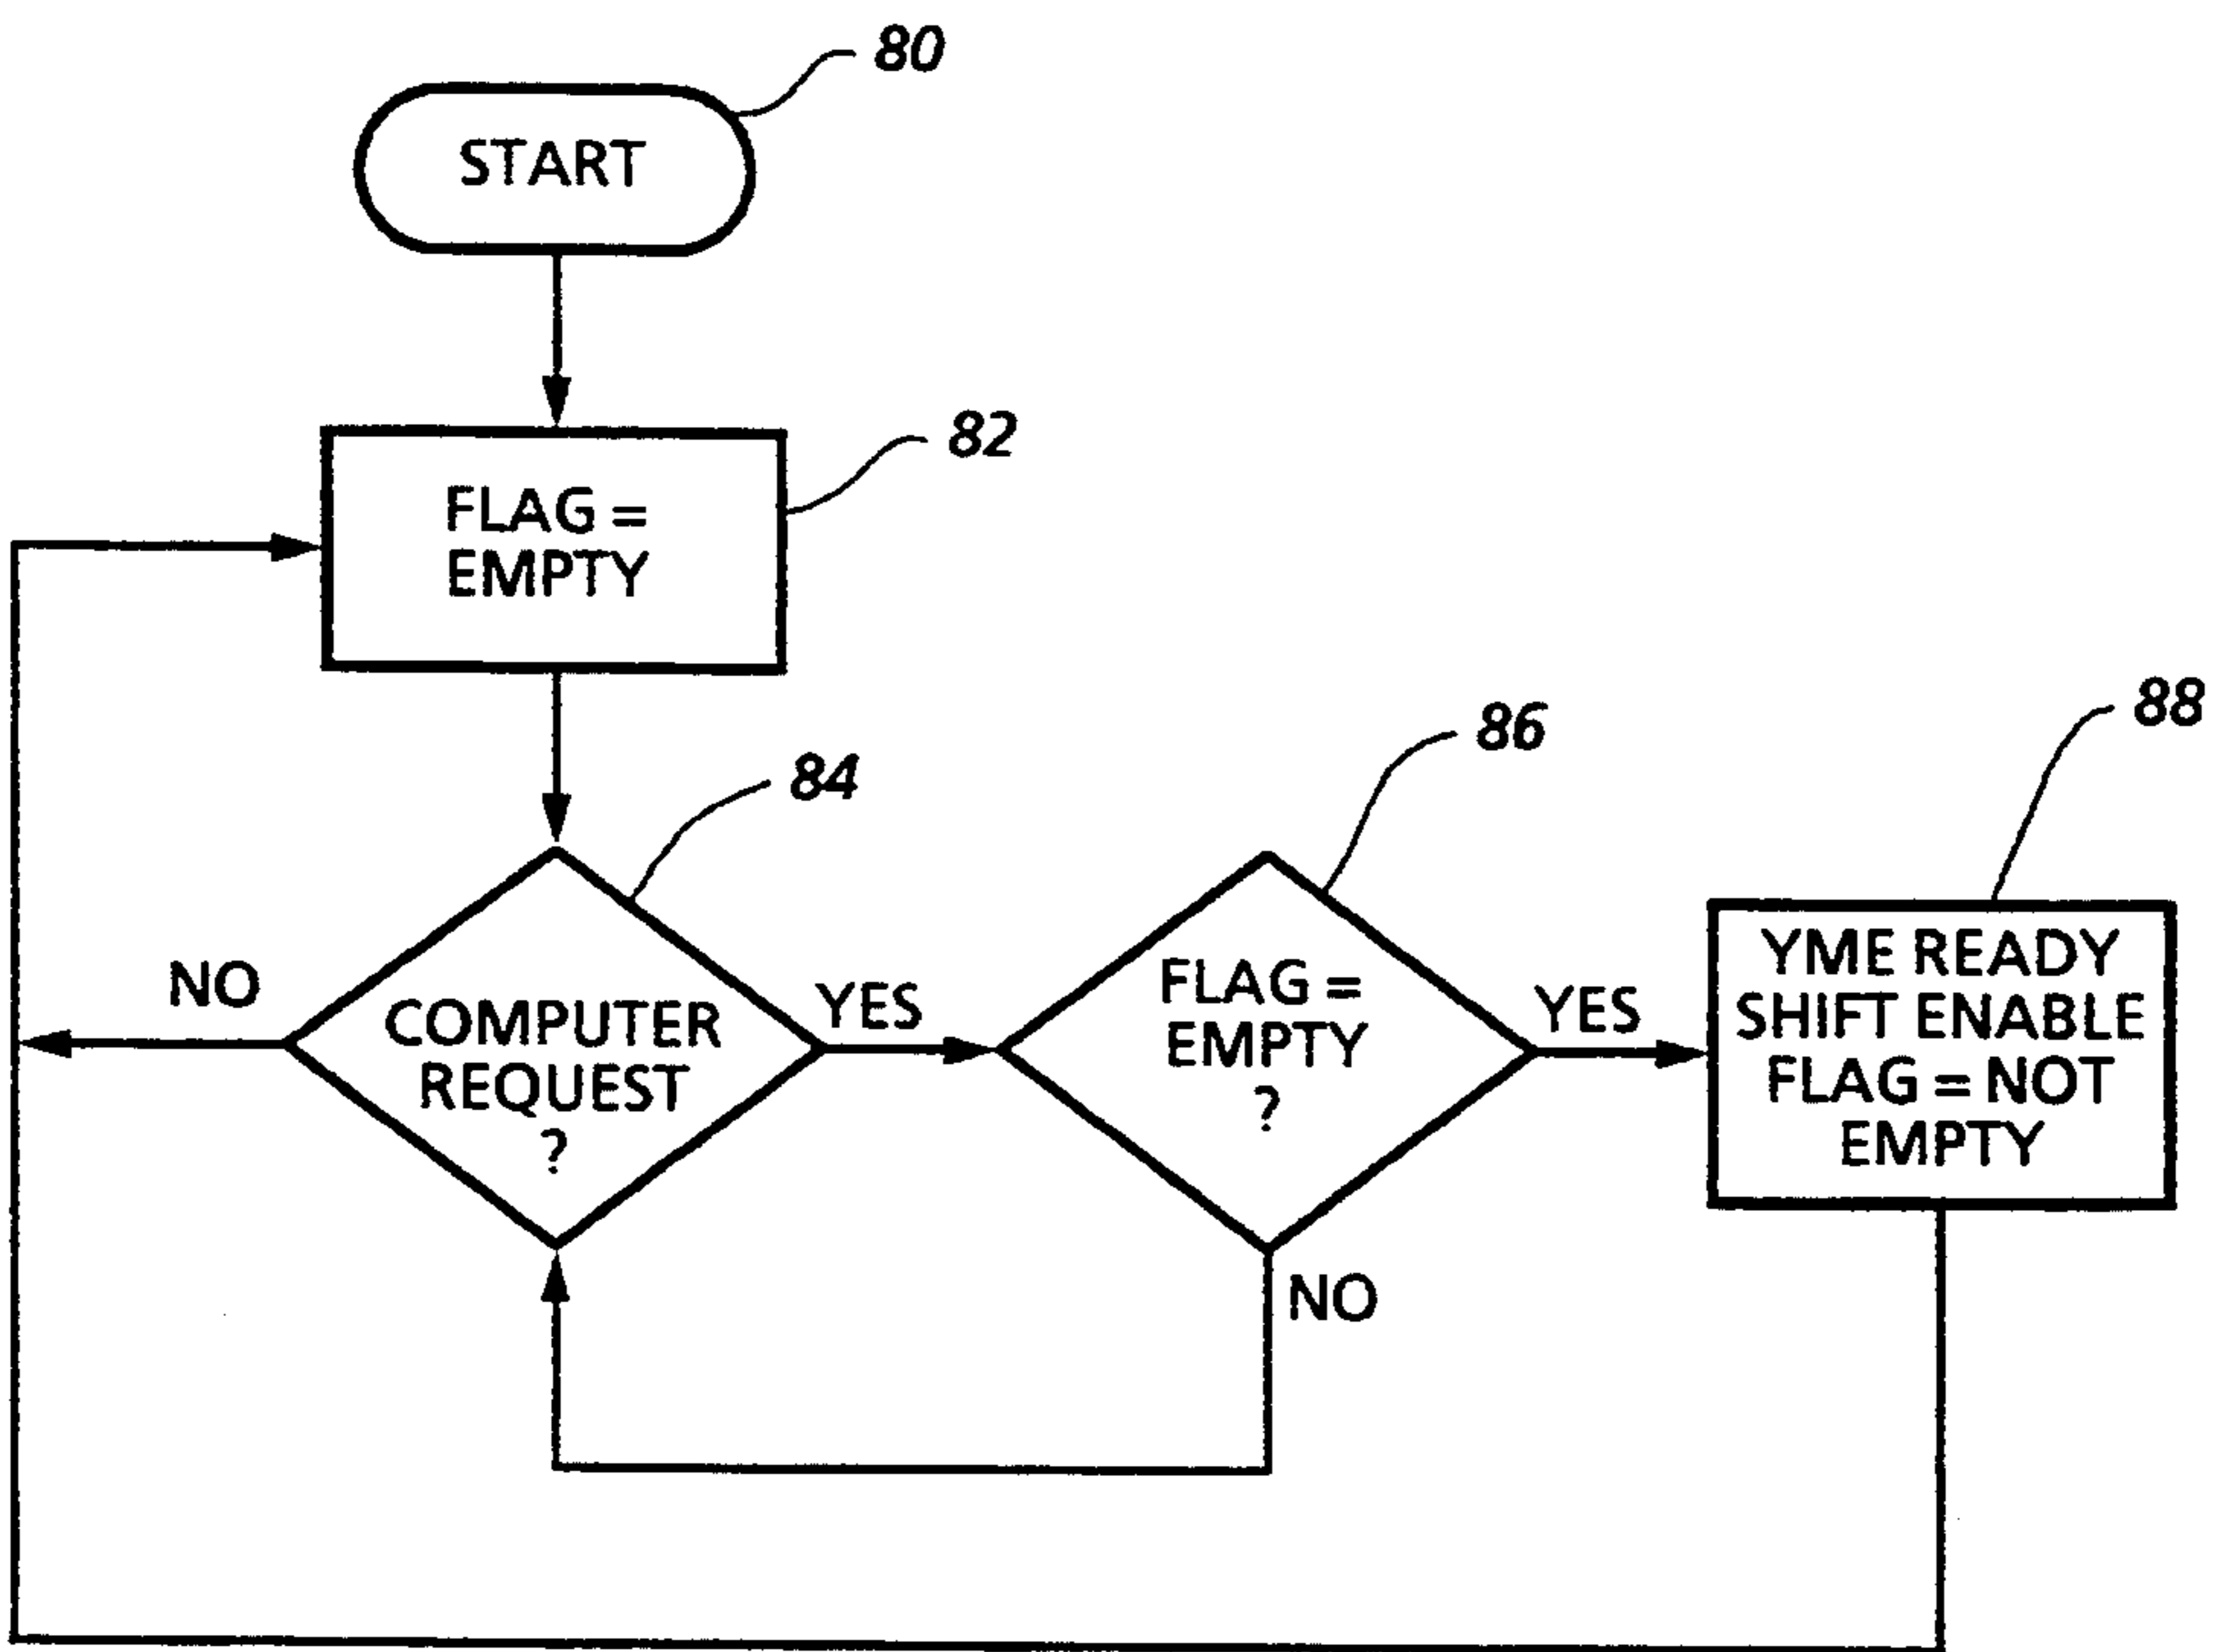 80
START
82
FLAG =
EMPTY
84
86
88
NO
COMPUTER
REQUEST
?
YES
FLAG =
EMPTY
?
YES
NO
YME READY
SHIFT ENABLE
FLAG = NOT
EMPTY